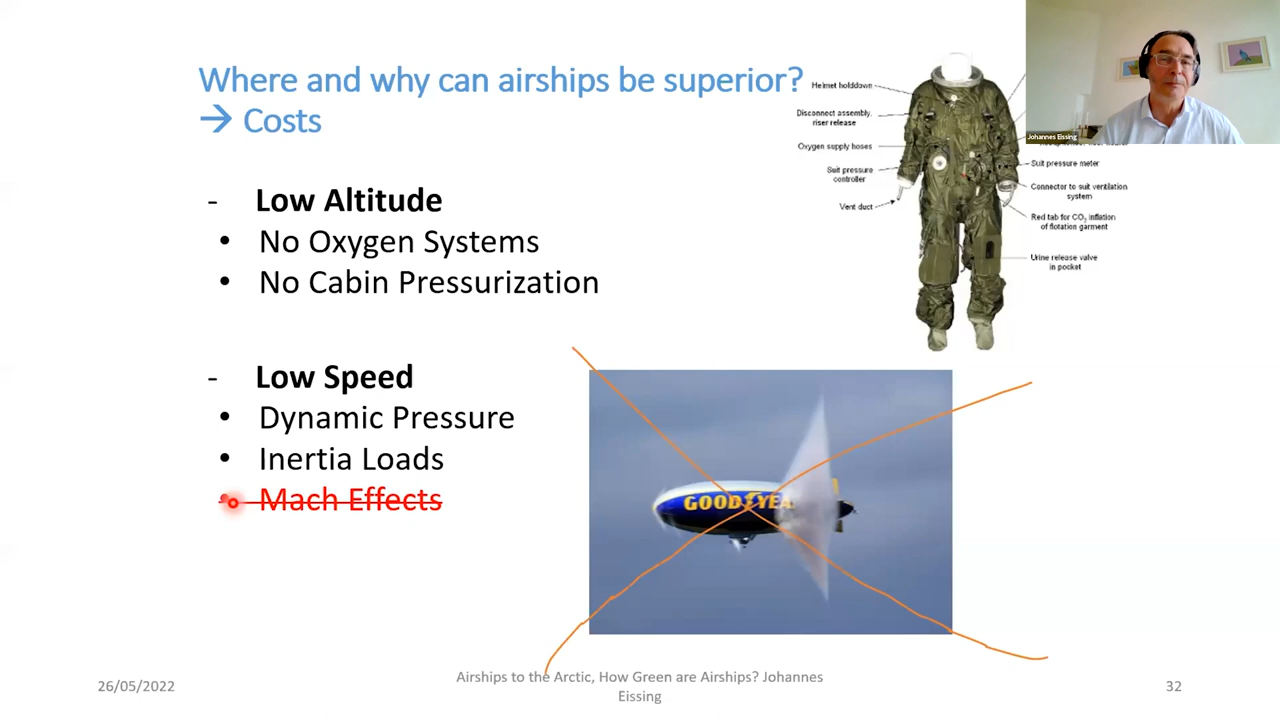 Where and why can airships be superior?
→ Costs
- Low Altitude
• No Oxygen Systems
• No Cabin Pressurization
- Low Speed
• Dynamic Pressure
• Inertia Loads
• Mach Effects
Helmet holddown
Disconnect assembly,
riser release
Oxygen supply hoses
Suit pressure
controller
Vent duct
Johannes Eissing
Suit pressure meter
Connector to suit ventilation
system
Red tab for CO2 inflation
of flotation garment
Urine release valve
in pocket
GOODYEA
26/05/2022
Airships to the Arctic, How Green are Airships? Johannes
Eissing
32